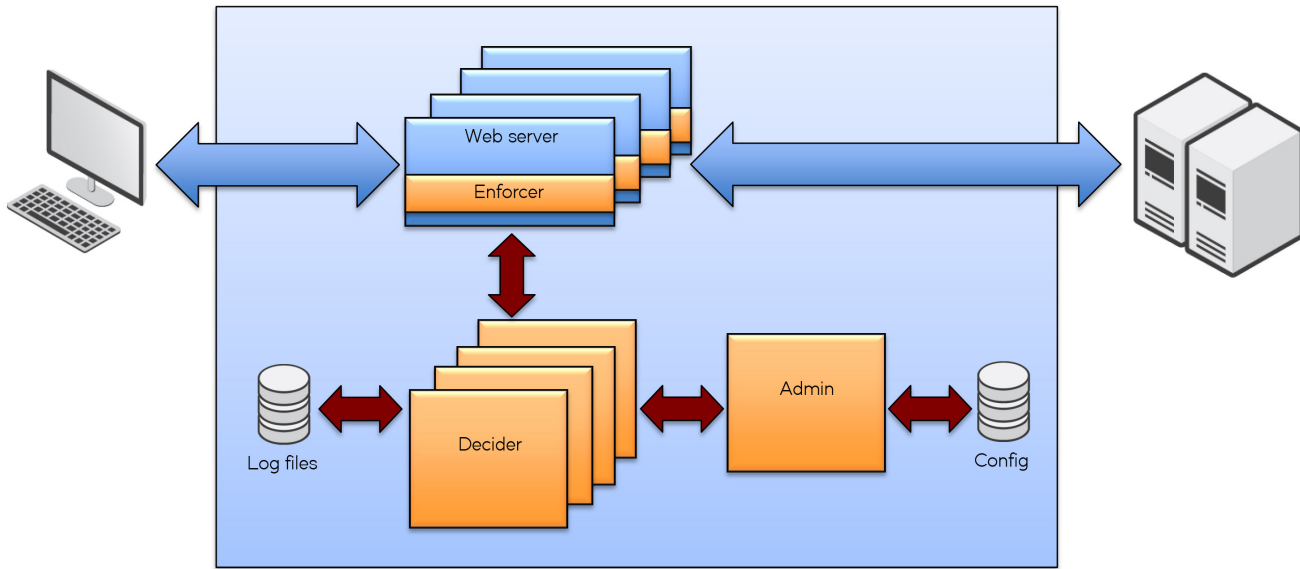 Web server
Enforcer
Decider
Admin
Log files
Config